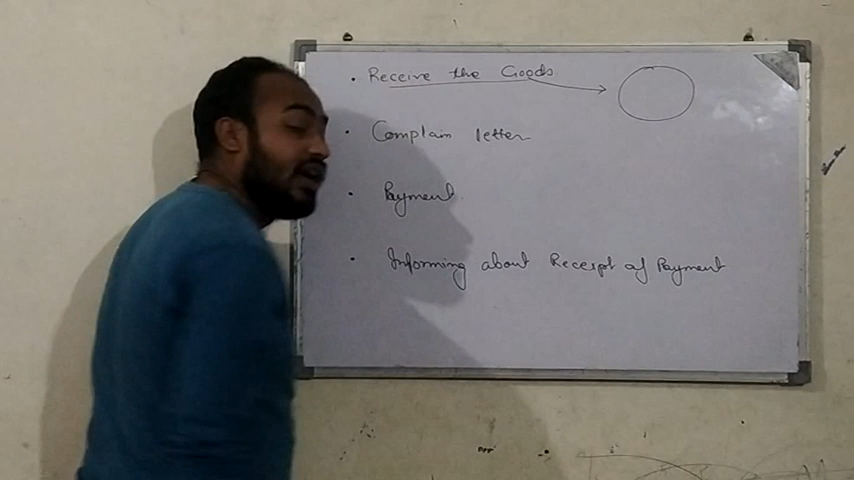 • Receive the Goods
• Complain letter
• Payment.
• Informing about Receipt of Payment